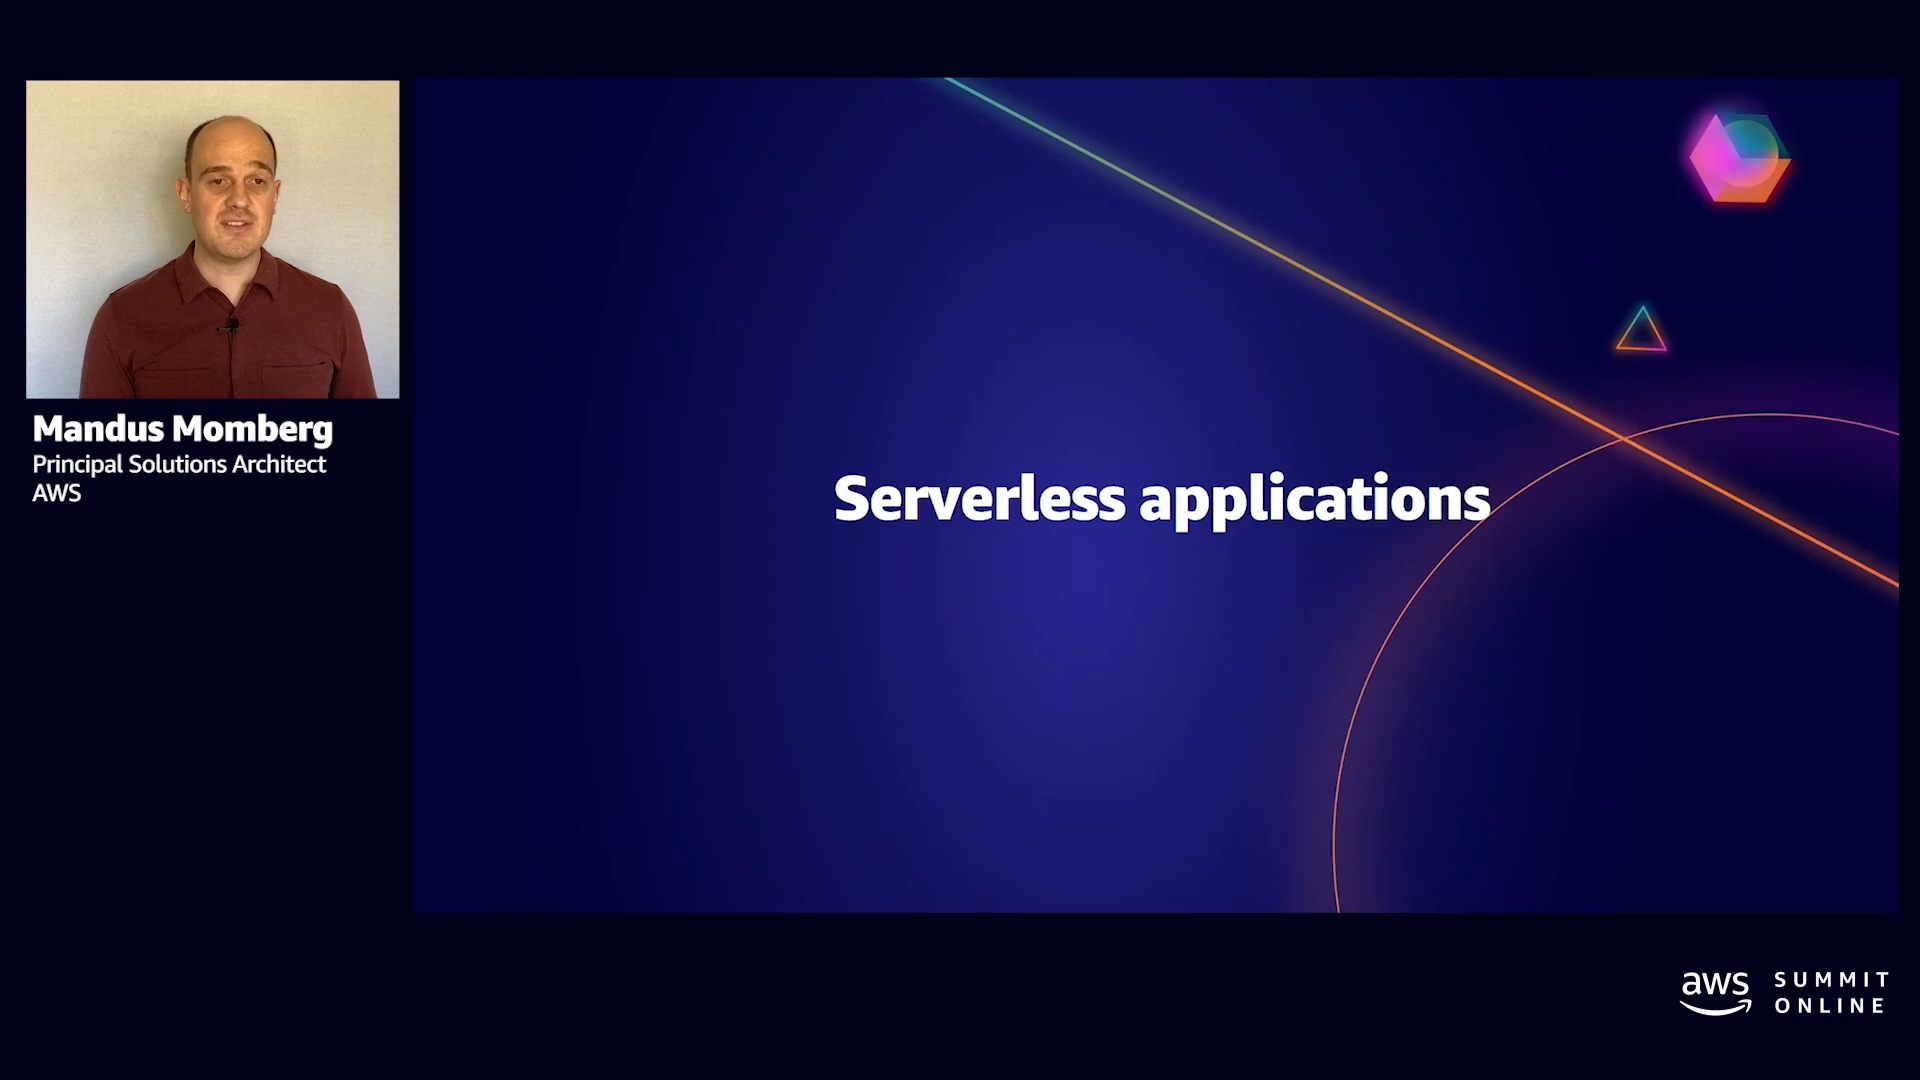 Mandus Momberg
Principal Solutions Architect
AWS
Serverless applications
aws
SUMMIT
ONLINE